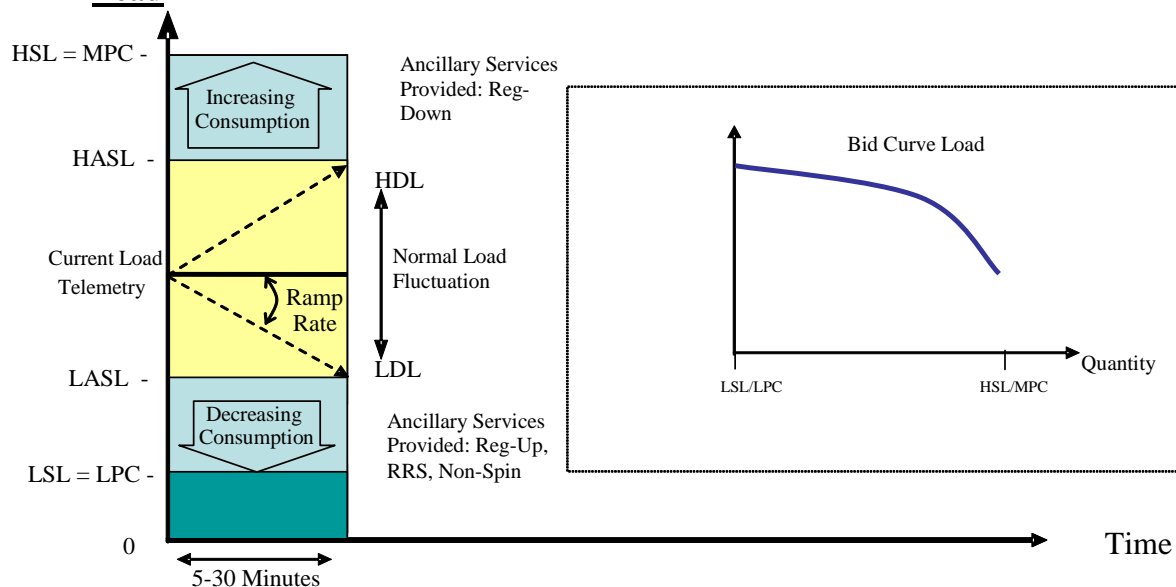 HSL = MPC -
Ancillary Services
Provided: Reg-
Down
Increasing
Consumption
HASL -
HDL
Current Load
Telemetry
Normal Load
Fluctuation
Ramp
Rate
LDL
LASL -
Decreasing
Consumption
Ancillary Services
Provided: Reg-Up,
RRS, Non-Spin
LSL = LPC -
0
Time
5-30 Minutes
Bid Curve Load
Quantity
LSL/LPC
HSL/MPC